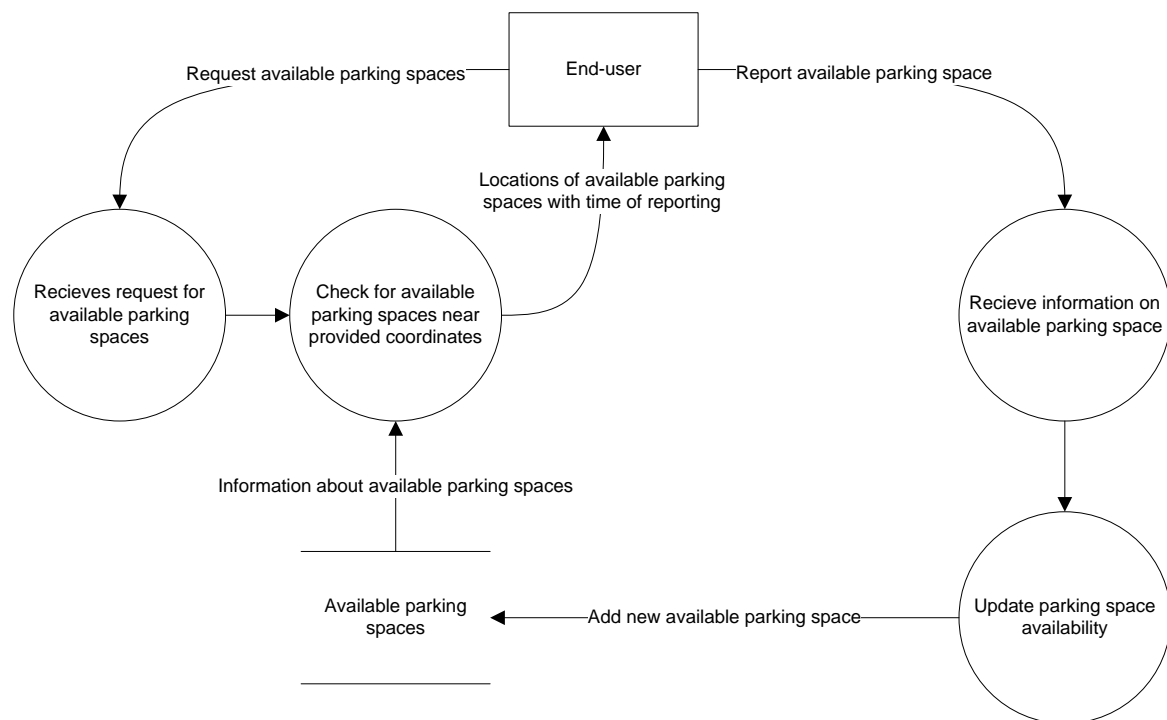 End-user
Request available parking spaces
Report available parking space
Locations of available parking
spaces with time of reporting
Recieves request for
available parking
spaces
Check for available
parking spaces near
provided coordinates
Recieve information on
available parking space
Information about available parking spaces
Available parking
spaces
Add new available parking space
Update parking space
availability